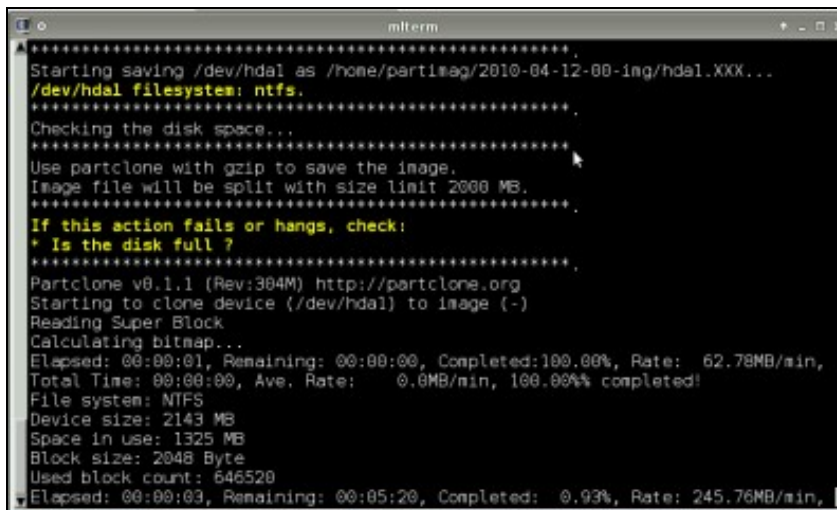 mlterm
*****************************************************************.
Starting saving /dev/hda1 as /home/partimag/2010-04-12-00-img/hda1.XXX...
/dev/hda1 filesystem: ntfs.
*****************************************************************.
Checking the disk space...
*****************************************************************.
Use partclone with gzip to save the image.
Image file will be split with size limit 2000 MB.
*****************************************************************.
If this action fails or hangs, check:
* Is the disk full ?
*****************************************************************.
Partclone v0.1.1 (Rev:304M) http://partclone.org
Starting to clone device (/dev/hda1) to image (-)
Reading Super Block
Calculating bitmap...
Elapsed: 00:00:01, Remaining: 00:00:00, Completed:100.00%, Rate:  62.78MB/min,
Total Time: 00:00:00, Ave. Rate:    0.0MB/min, 100.00%% completed!
File system: NTFS
Device size: 2143 MB
Space in use: 1325 MB
Block size: 2048 Byte
Used block count: 646520
Elapsed: 00:00:03, Remaining: 00:05:20, Completed:  0.93%, Rate: 245.76MB/min,